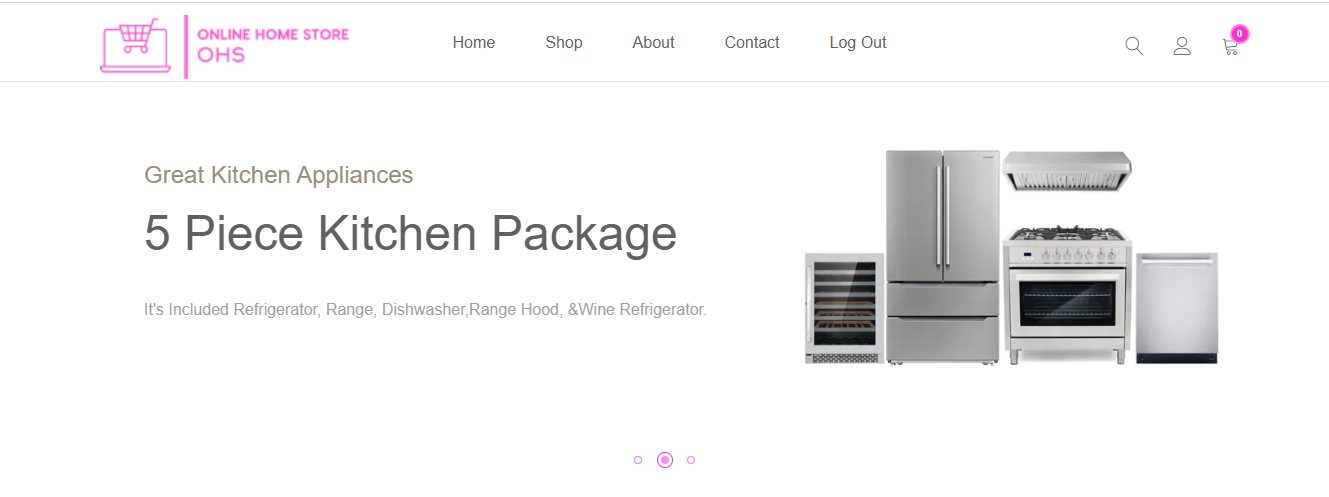 ONLINE HOME STORE
OHS
Home Shop About Contact Log Out
0
Great Kitchen Appliances
5 Piece Kitchen Package
It's Included Refrigerator, Range, Dishwasher,Range Hood, &Wine Refrigerator.